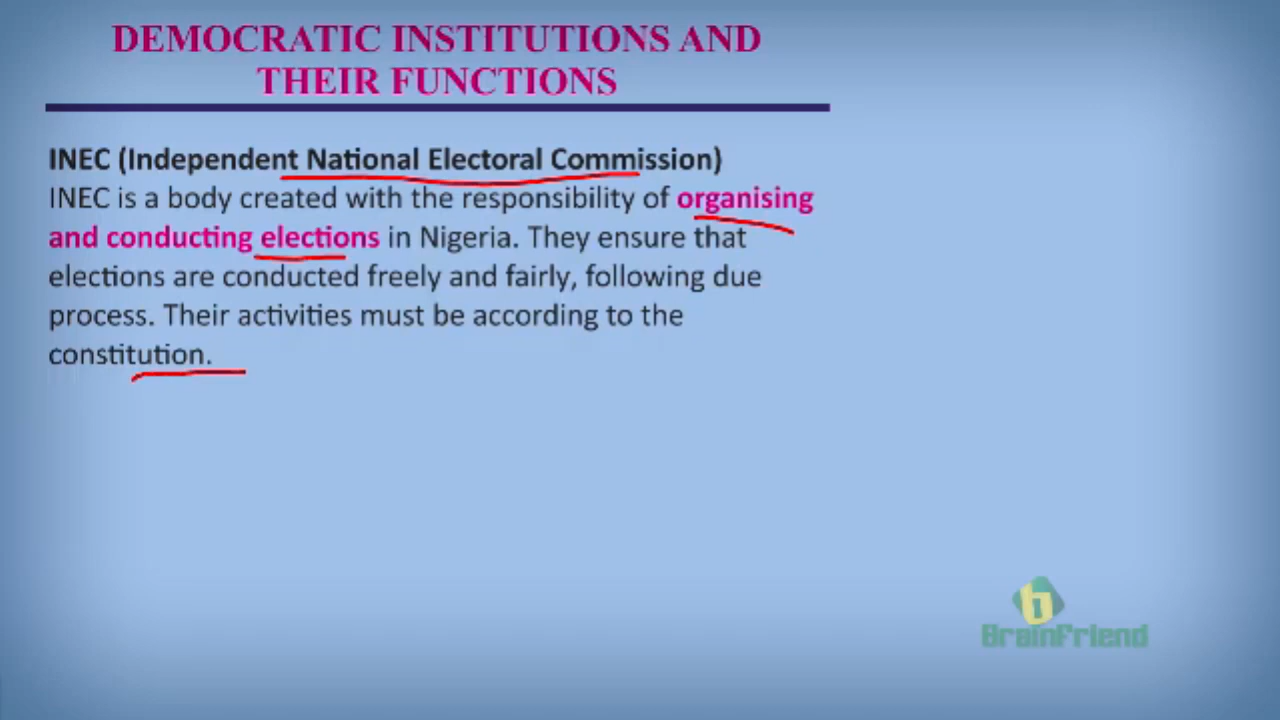 DEMOCRATIC INSTITUTIONS AND
THEIR FUNCTIONS
INEC (Independent National Electoral Commission)
INEC is a body created with the responsibility of organising
and conducting elections in Nigeria. They ensure that
elections are conducted freely and fairly, following due
process. Their activities must be according to the
constitution.
BrainFriend